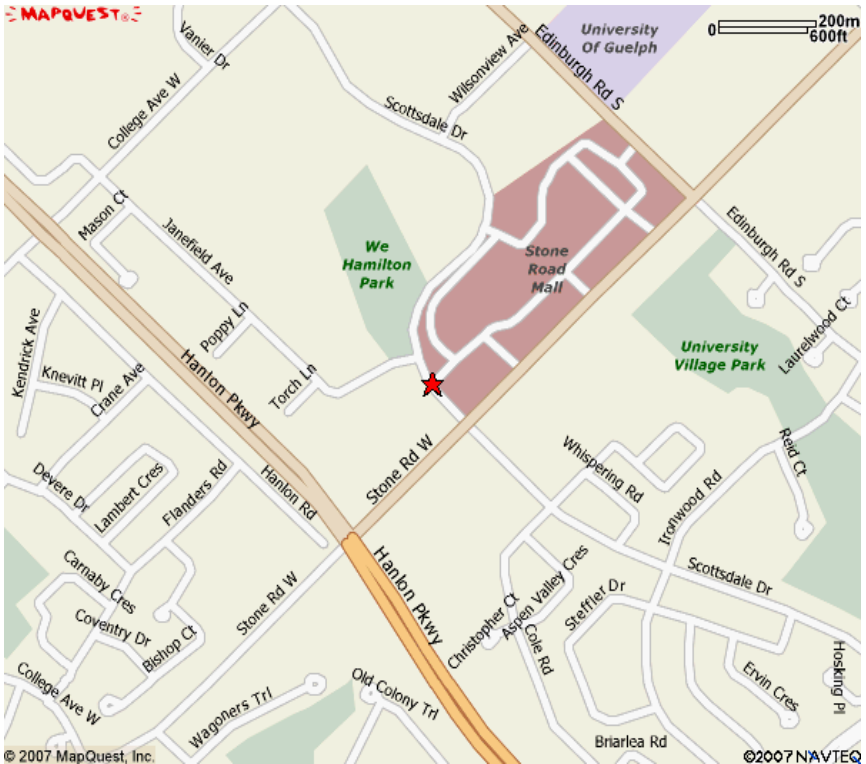 MAPQUEST
200m
0
600ft
University
Of Guelph
Vanier Dr
Wilsonview Ave
Edinburgh Rd S
College Ave W
Scottsdale Dr
Mason Ct
Janefield Ave
We
Hamilton
Park
Stone
Road
Mall
Edinburgh Rd S
Poppy Ln
Laurelwood Ct
Kendrick Ave
Hanlon Pkwy
University
Village Park
Knevitt Pl
Crane Ave
Torch Ln
Reid Ct
Stone Rd W
Whispering Rd
Devere Dr
Lambert Cres
Flanders Rd
Hanlon Rd
Ironwood Rd
Hanlon Pkwy
Scottsdale Dr
Carnaby Cres
Stone Rd W
Aspen Valley Cres
Steffler Dr
Christopher Ct
Coventry Dr
Cole Rd
Bishop Ct
Hosking Pl
College Ave W
Wagoners Trl
Old Colony Trl
Ervin Cres
Briarlea Rd
© 2007 MapQuest, Inc.
©2007 NAVTEQ